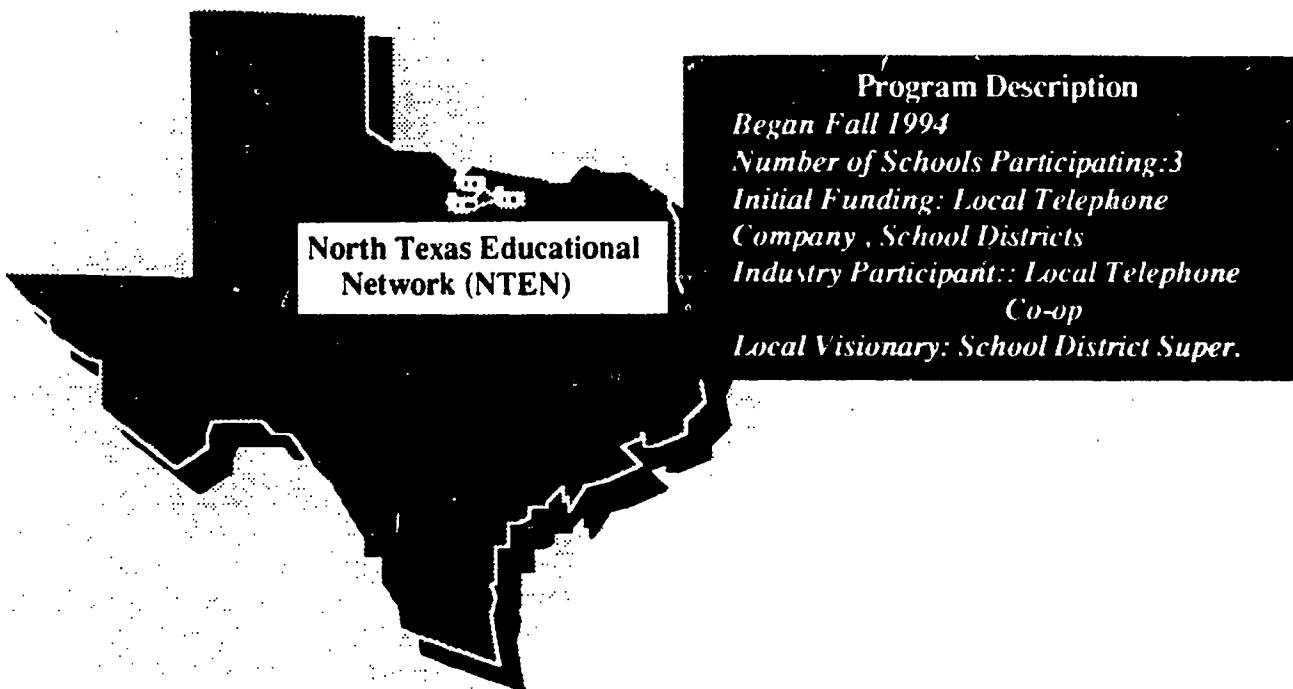 North Texas Educational
Network (NTEN)
Program Description
Began Fall 1994
Number of Schools Participating:3
Initial Funding: Local Telephone
Company , School Districts
Industry Participant:: Local Telephone
Co-op
Local Visionary: School District Super.